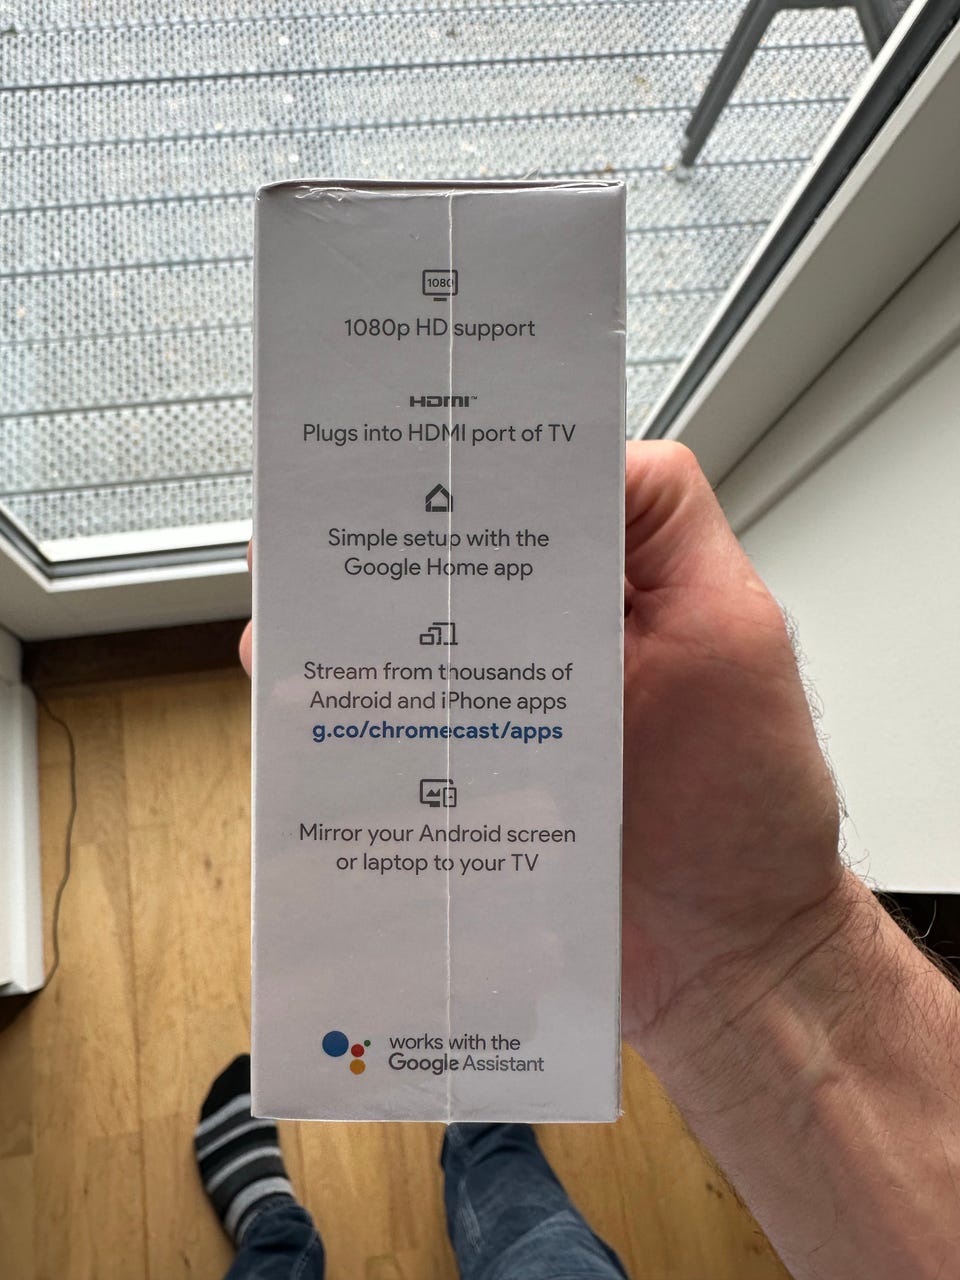 1080
1080p HD support
HDMI™
Plugs into HDMI port of TV
Simple setup with the
Google Home app
Stream from thousands of
Android and iPhone apps
g.co/chromecast/apps
Mirror your Android screen
or laptop to your TV
works with the
Google Assistant